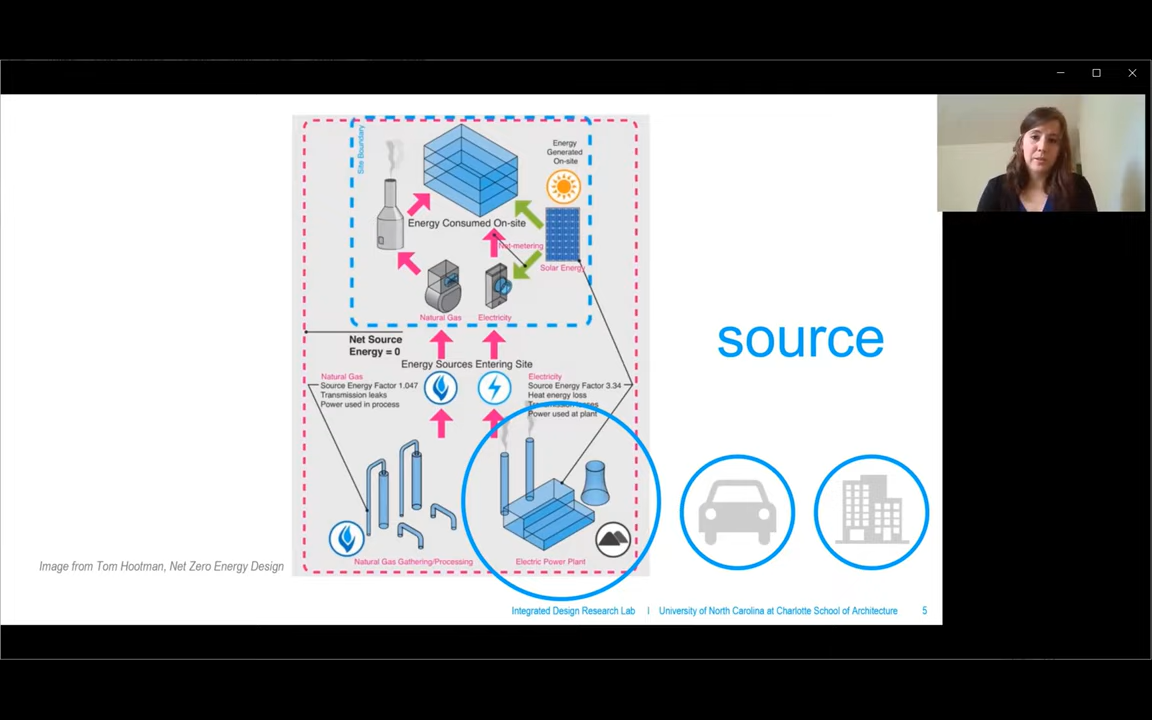 Site Boundary
Energy
Generated
On-site
Energy Consumed On-site
Net-metering
Solar Energy
Natural Gas
Electricity
Net Source
Energy = 0
Energy Sources Entering Site
Natural Gas
Source Energy Factor 1.047
Transmission leaks
Power used in process
Electricity
Source Energy Factor 3.34
Heat energy loss
Transmission losses
Power used at plant
source
Natural Gas Gathering/Processing
Electric Power Plant
Image from Tom Hootman, Net Zero Energy Design
Integrated Design Research Lab I University of North Carolina at Charlotte School of Architecture 5